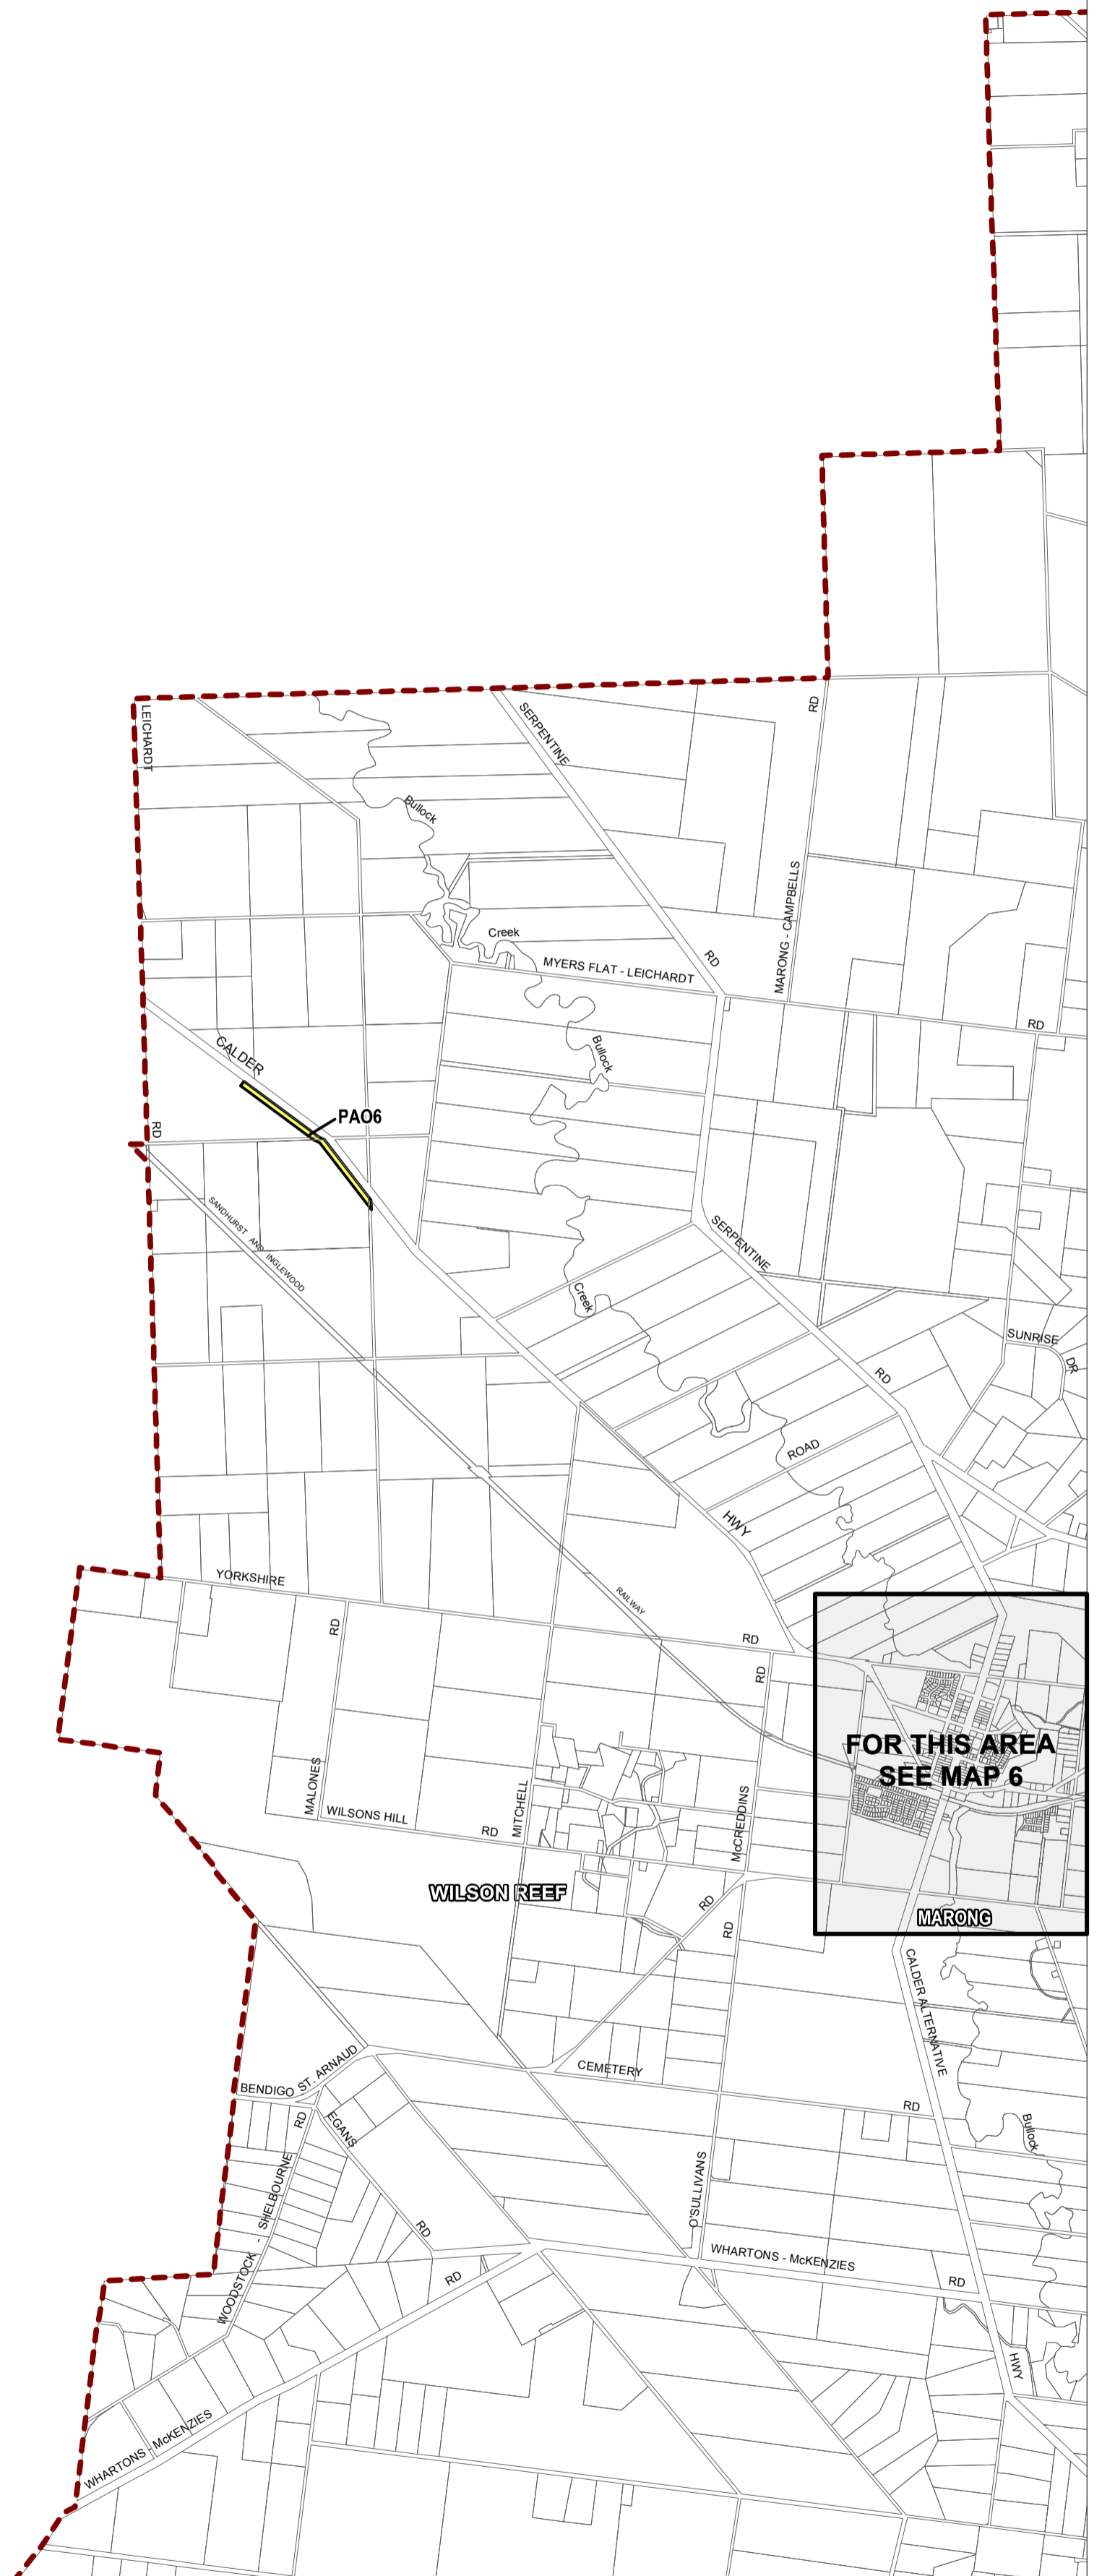 LEICHARDT
SERPENTINE
RD
Bullock
MARONG - CAMPBELLS
Creek
RD
MYERS FLAT - LEICHARDT
RD
CALDER
Bullock
PAO6
RD
SANDHURST AND INGLEWOOD
SERPENTINE
Creek
SUNRISE
DR
RD
ROAD
HWY
YORKSHIRE
RAILWAY
RD
RD
RD
FOR THIS AREA
SEE MAP 6
MALONES
MITCHELL
McCREDDINS
WILSONS HILL
RD
WILSON REEF
RD
RD
MARONG
CALDER ALTERNATIVE
CEMETERY
BENDIGO - ST. ARNAUD
RD
RD
EGANS
Bullock
WOODSTOCK - SHELBOURNE
O'SULLIVANS
RD
WHARTONS - McKENZIES
RD
RD
HWY
WHARTONS - McKENZIES